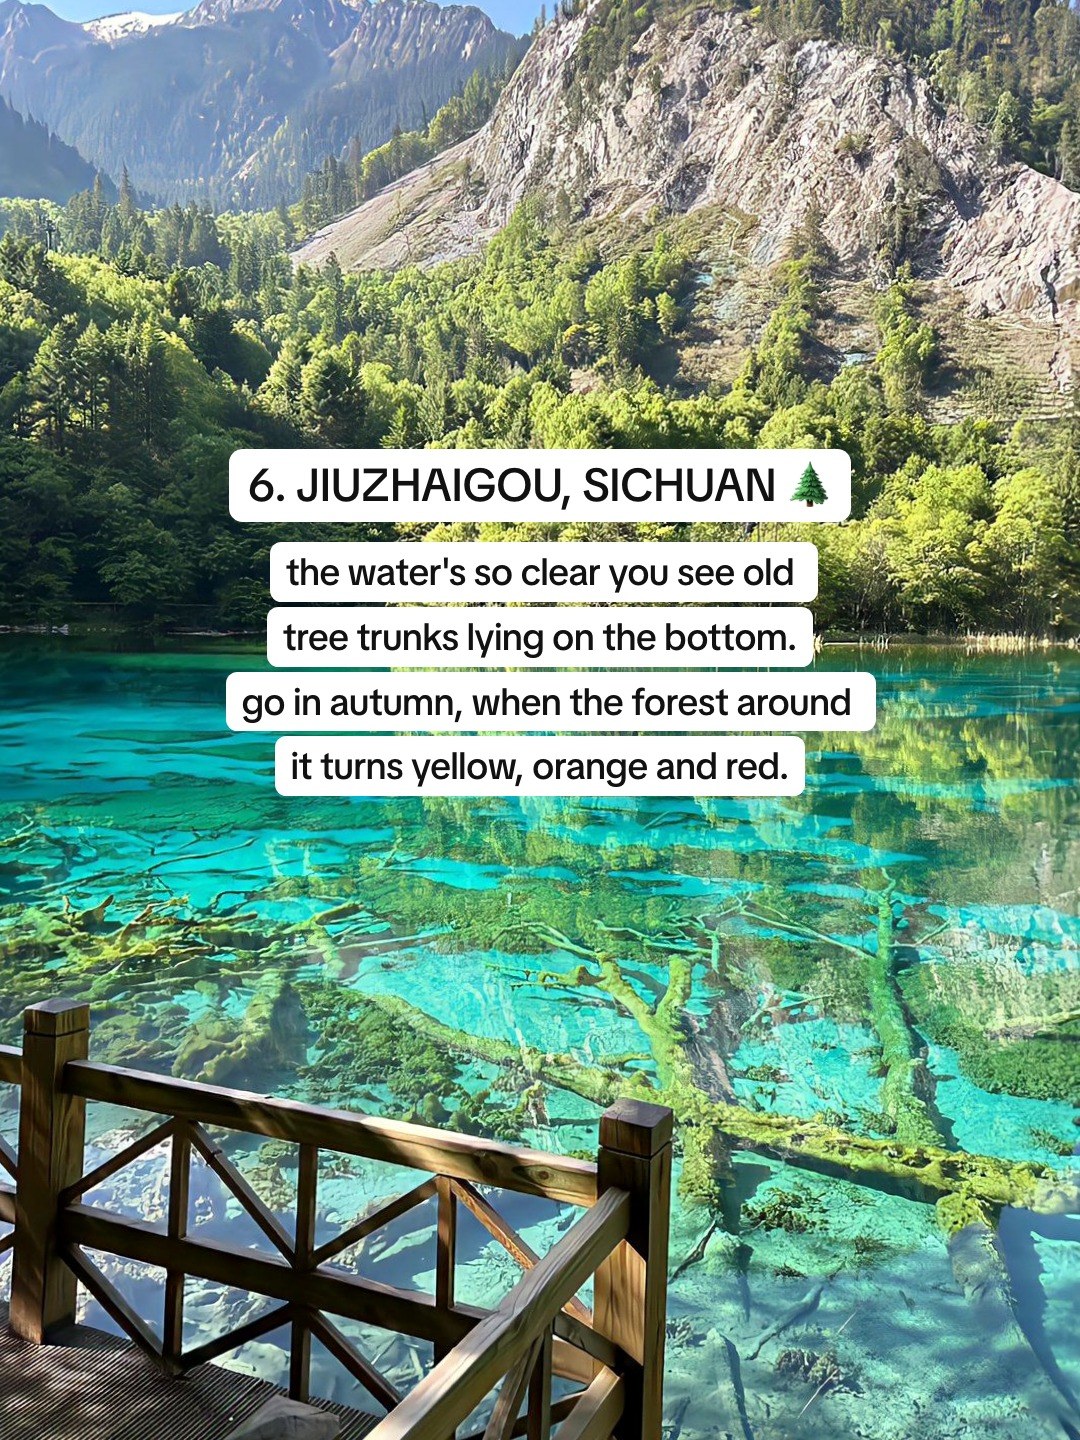 6. JIUZHAIGOU, SICHUAN 🌲
the water's so clear you see old
tree trunks lying on the bottom.
go in autumn, when the forest around
it turns yellow, orange and red.